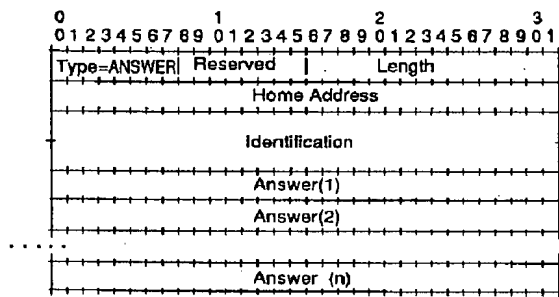 0 1 2 3
0 1 2 3 4 5 6 7 8 9 0 1 2 3 4 5 6 7 8 9 0 1 2 3 4 5 6 7 8 9 0 1
Type=ANSWER Reserved Length
Home Address
Identification
Answer(1)
Answer(2)
.....
Answer (n)